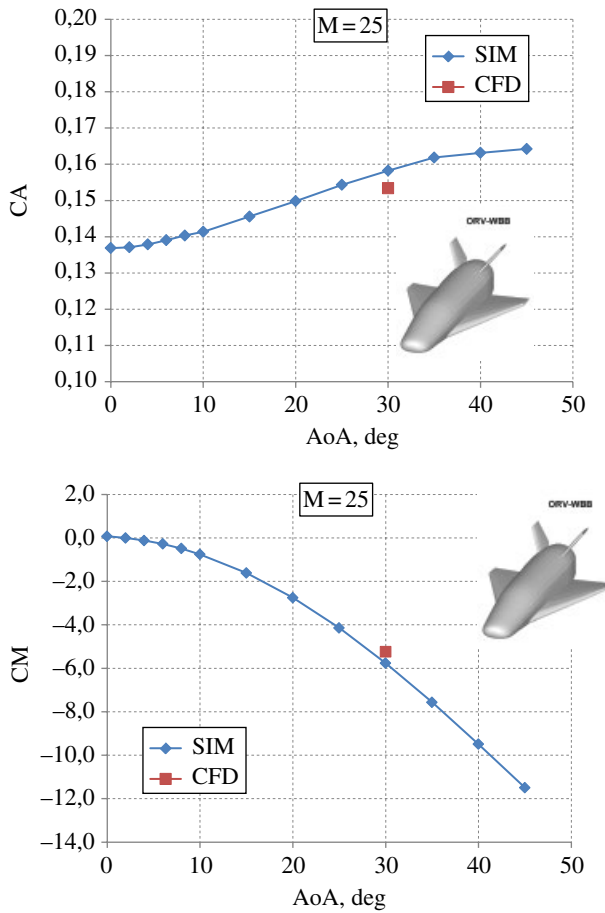 M = 25
0,20
0,19
0,18
0,17
0,16
0,15
0,14
0,13
0,12
0,11
0,10
CA
SIM
CFD
ORV-WBB
0
10
20
30
40
50
AoA, deg
M = 25
2,0
0,0
–2,0
–4,0
–6,0
–8,0
–10,0
–12,0
–14,0
CM
ORV-WBB
SIM
CFD
0
10
20
30
40
50
AoA, deg